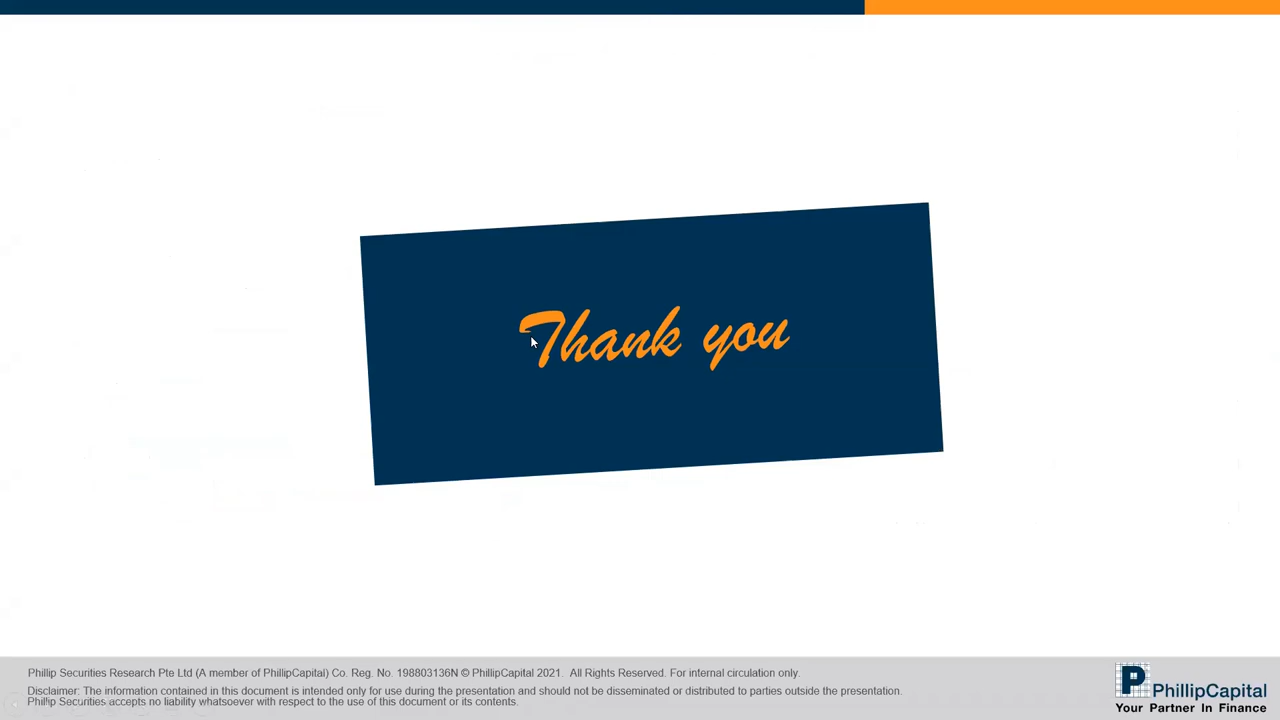 Thank you
Phillip Securities Research Pte Ltd (A member of PhillipCapital) Co. Reg. No. 198803136N © PhillipCapital 2021. All Rights Reserved. For internal circulation only.
Disclaimer: The information contained in this document is intended only for use during the presentation and should not be disseminated or distributed to parties outside the presentation.
Phillip Securities accepts no liability whatsoever with respect to the use of this document or its contents.
P
PhillipCapital
Your Partner In Finance